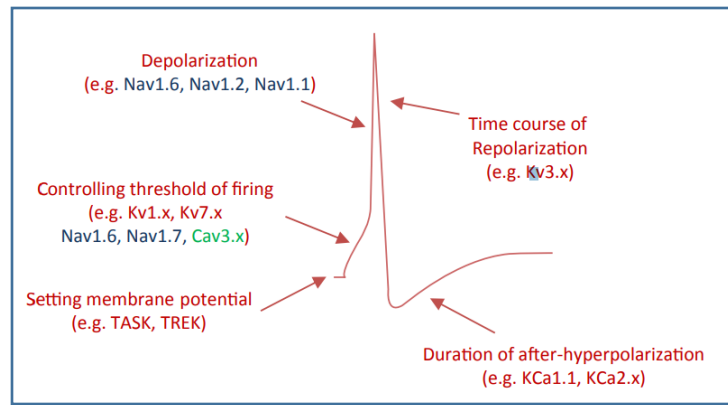 Depolarization
(e.g. Nav1.6, Nav1.2, Nav1.1)
Time course of
Repolarization
(e.g. Kv3.x)
Controlling threshold of firing
(e.g. Kv1.x, Kv7.x
Nav1.6, Nav1.7, Cav3.x)
Setting membrane potential
(e.g. TASK, TREK)
Duration of after-hyperpolarization
(e.g. KCa1.1, KCa2.x)